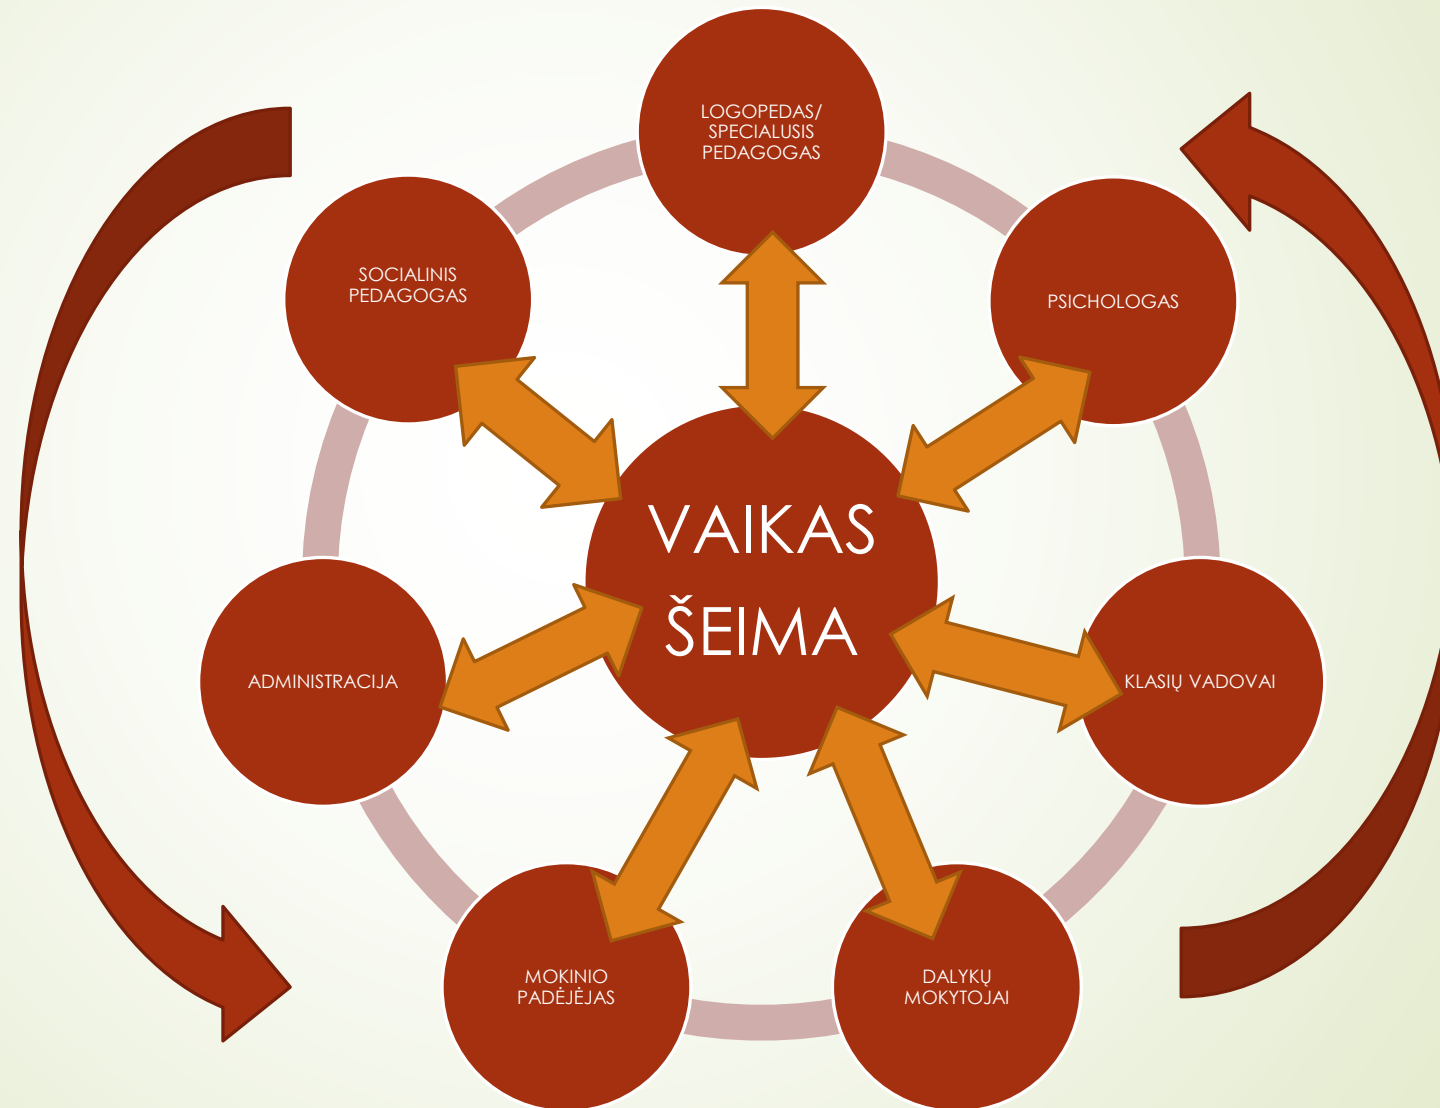 LOGOPEDAS/
SPECIALUSIS
PEDAGOGAS
SOCIALINIS
PEDAGOGAS
PSICHOLOGAS
VAIKAS
ŠEIMA
ADMINISTRACIJA
KLASIŲ VADOVAI
MOKINIO
PADĖJĖJAS
DALYKŲ
MOKYTOJAI